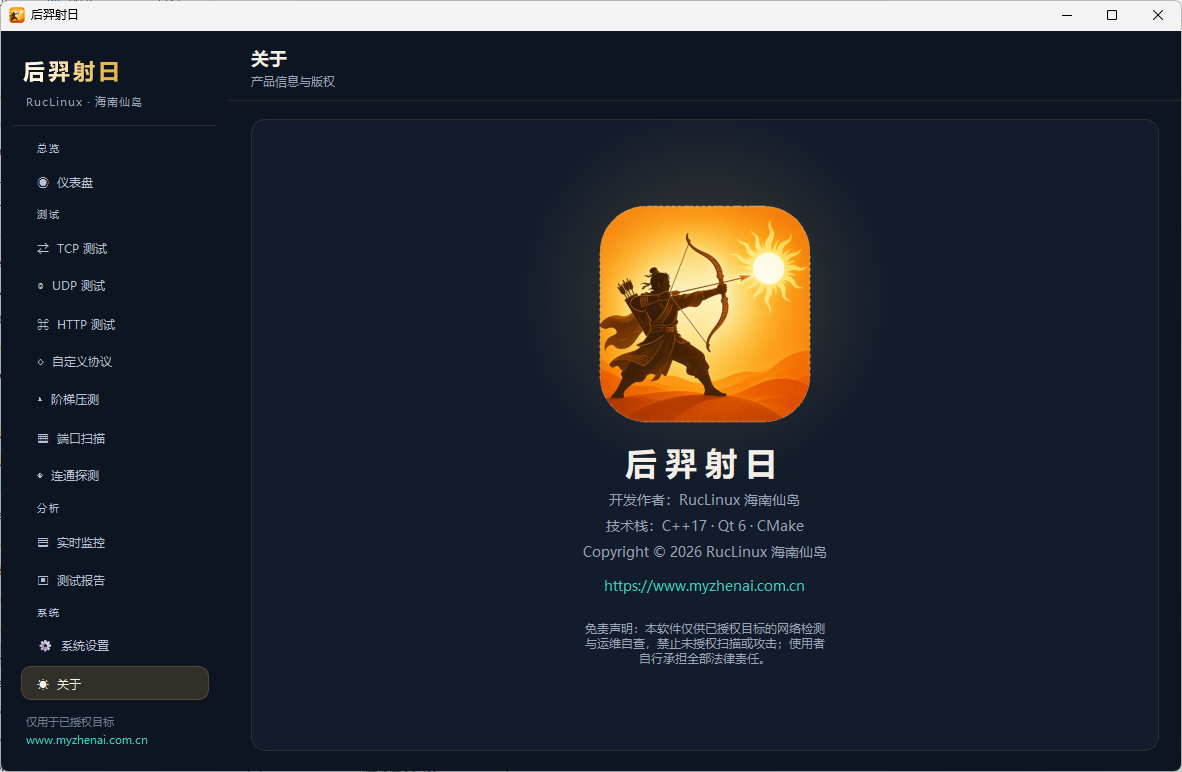 后羿射日
后羿射日
RucLinux · 海南仙岛
总览
仪表盘
测试
TCP 测试
UDP 测试
HTTP 测试
自定义协议
阶梯压测
端口扫描
连通探测
分析
实时监控
测试报告
系统
系统设置
关于
仅用于已授权目标
www.myzhenai.com.cn
关于
产品信息与版权
后羿射日
开发作者：RucLinux 海南仙岛
技术栈：C++17 · Qt 6 · CMake
Copyright © 2026 RucLinux 海南仙岛
https://www.myzhenai.com.cn
免责声明：本软件仅供已授权目标的网络检测
与运维自查，禁止未授权扫描或攻击；使用者
自行承担全部法律责任。